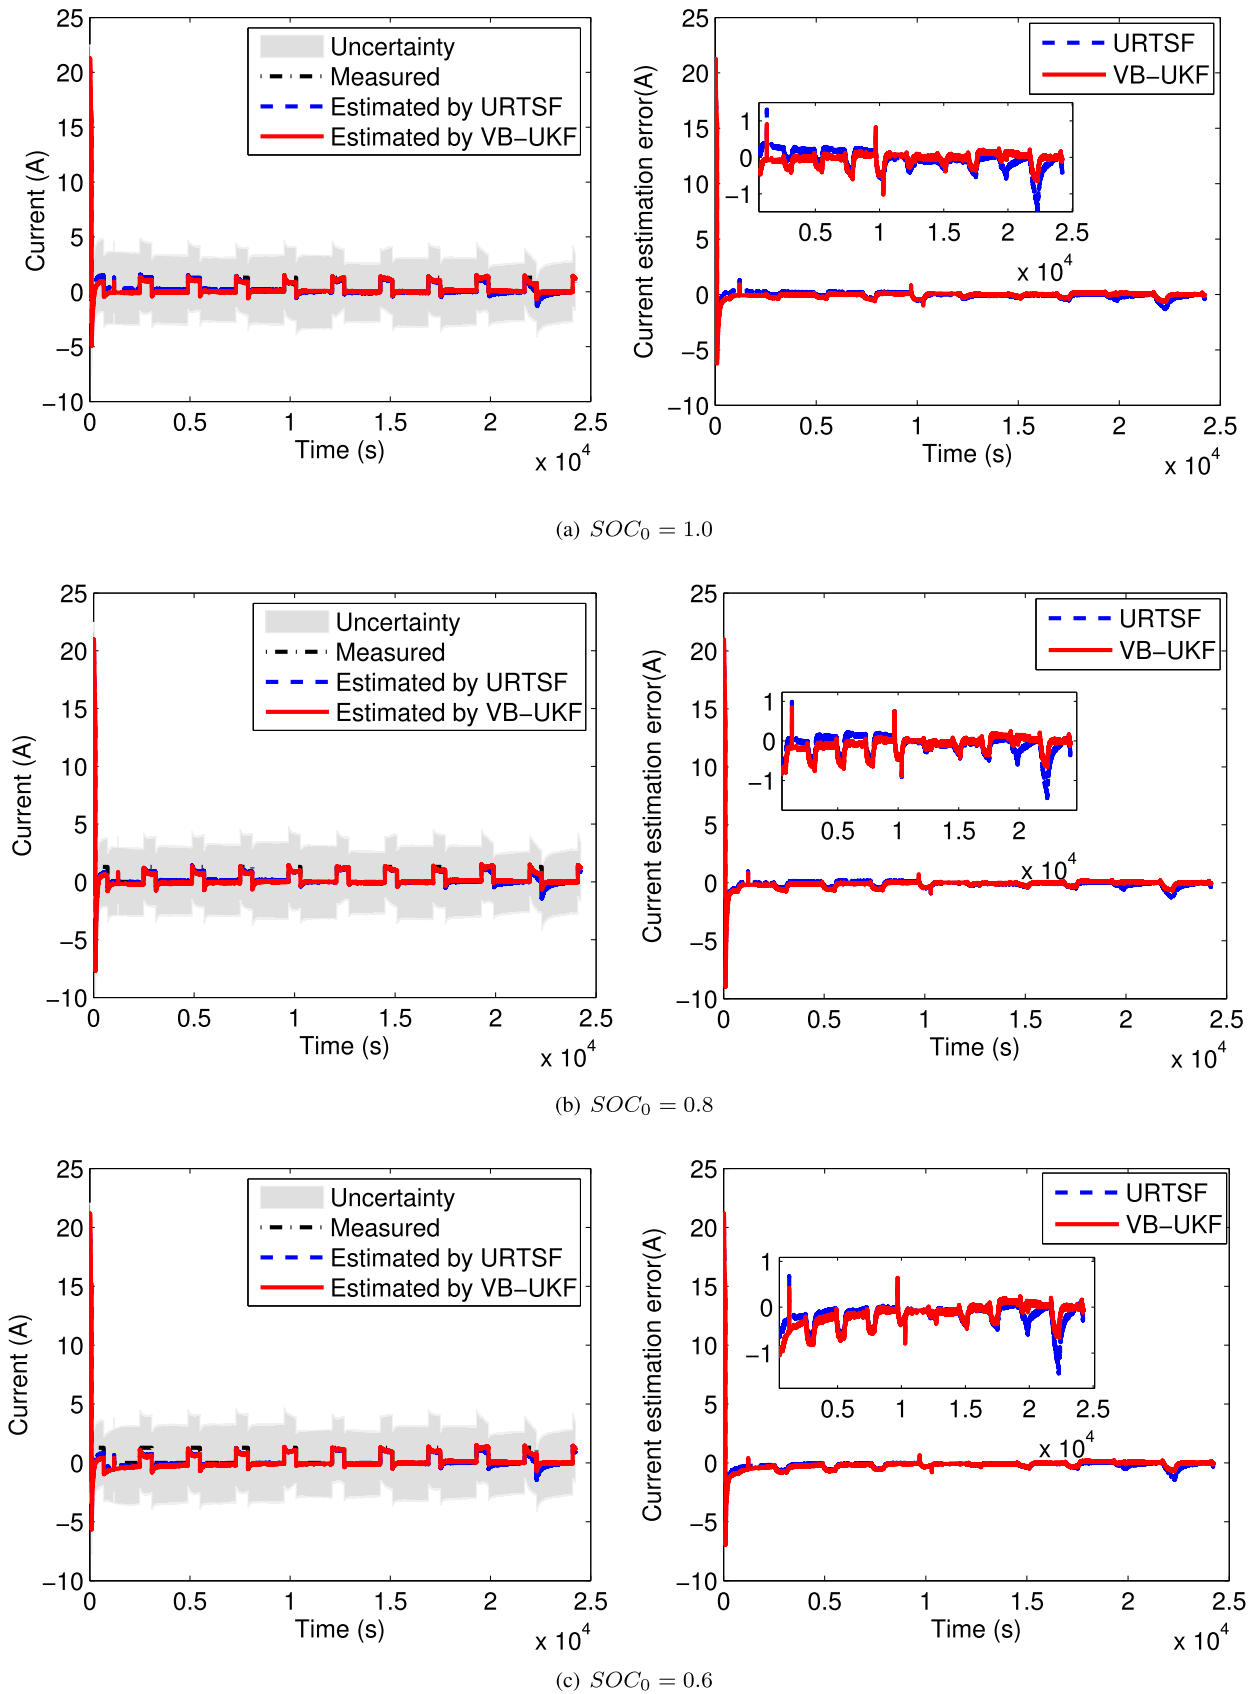 25
20
15
10
5
0
−5
−10
0
0.5
1
1.5
2
2.5
Current (A)
Time (s)
x 10^4
Uncertainty
Measured
Estimated by URTSF
Estimated by VB−UKF
25
20
15
10
5
0
−5
−10
0
0.5
1
1.5
2
2.5
Current estimation error(A)
Time (s)
x 10^4
URTSF
VB−UKF
1
0
−1
0.5
1
1.5
2
2.5
x 10^4
(a) SOC_0 = 1.0
25
20
15
10
5
0
−5
−10
0
0.5
1
1.5
2
2.5
Current (A)
Time (s)
x 10^4
Uncertainty
Measured
Estimated by URTSF
Estimated by VB−UKF
25
20
15
10
5
0
−5
−10
0
0.5
1
1.5
2
2.5
Current estimation error(A)
Time (s)
x 10^4
URTSF
VB−UKF
1
0
−1
0.5
1
1.5
2
x 10^4
(b) SOC_0 = 0.8
25
20
15
10
5
0
−5
−10
0
0.5
1
1.5
2
2.5
Current (A)
Time (s)
x 10^4
Uncertainty
Measured
Estimated by URTSF
Estimated by VB−UKF
25
20
15
10
5
0
−5
−10
0
0.5
1
1.5
2
2.5
Current estimation error(A)
Time (s)
x 10^4
URTSF
VB−UKF
1
0
−1
0.5
1
1.5
2
2.5
x 10^4
(c) SOC_0 = 0.6